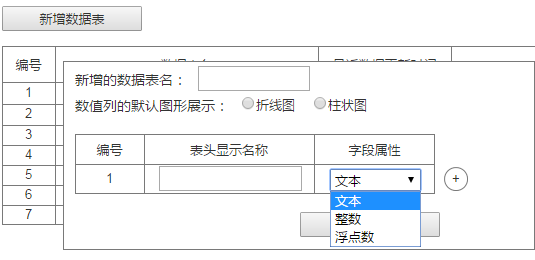 新增数据表
编号
1
2
3
4
5
6
7
新增的数据表名：
数值列的默认图形展示： 折线图 柱状图
编号 表头显示名称 字段属性
1 文本 +
文本
整数
浮点数